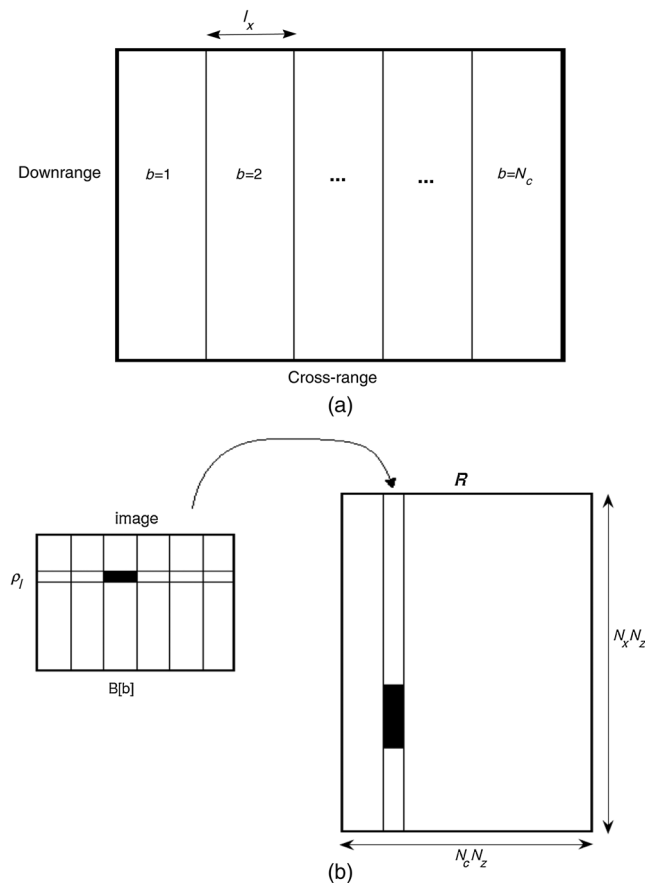 l_x
Downrange
b=1
b=2
...
...
b=N_c
Cross-range
(a)
R
image
ρ_l
B[b]
N_xN_z
N_cN_z
(b)